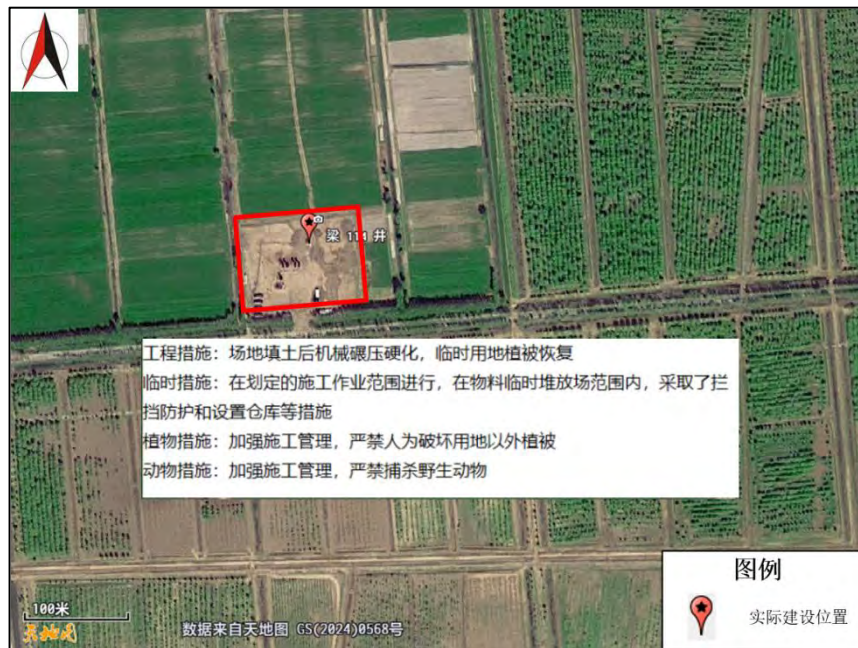 梁 114 井
工程措施：场地填土后机械碾压硬化，临时用地植被恢复
临时措施：在划定的施工作业范围进行，在物料临时堆放场范围内，采取了拦
挡防护和设置仓库等措施
植物措施：加强施工管理，严禁人为破坏用地以外植被
动物措施：加强施工管理，严禁捕杀野生动物
图例
实际建设位置
100米
天地图
数据来自天地图 GS(2024)0568号